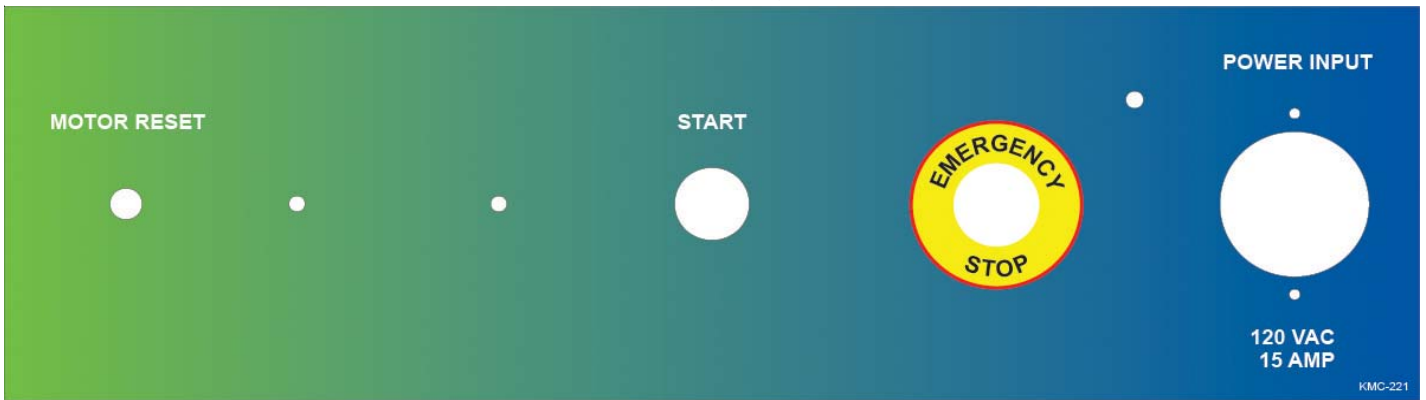 MOTOR RESET
START
EMERGENCY
STOP
POWER INPUT
120 VAC
15 AMP
KMC-221